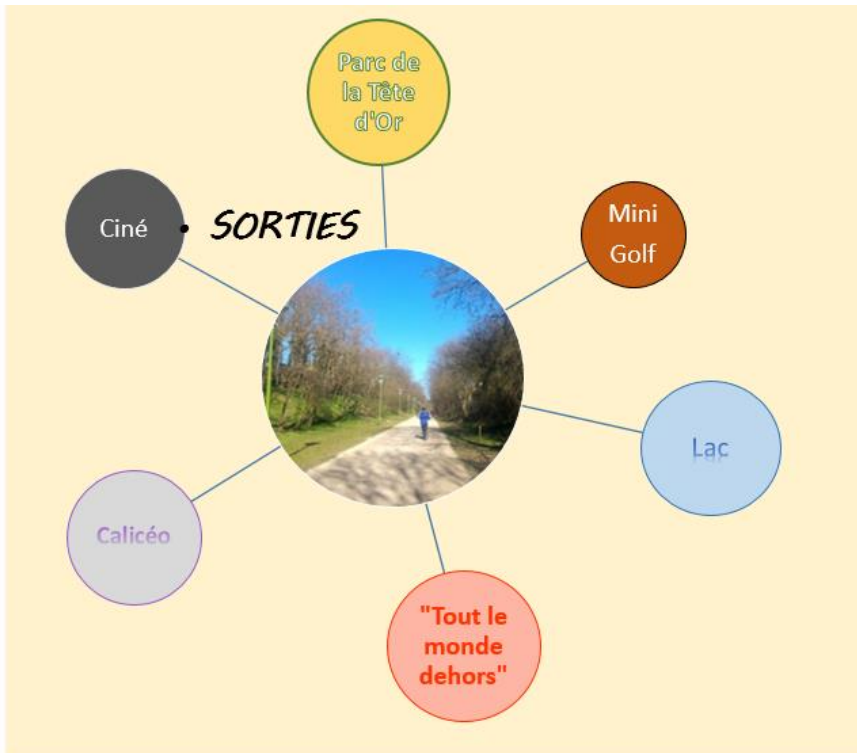 Parc de
la Tête
d'Or
Ciné
• SORTIES
Mini
Golf
Lac
Calicéo
"Tout le
monde
dehors"